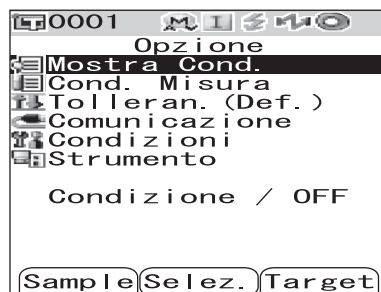 0001 M I
Opzione
Mostra Cond.
Cond. Misura
Tolleran.(Def.)
Comunicazione
Condizioni
Strumento
Condizione / OFF
Sample Selez. Target